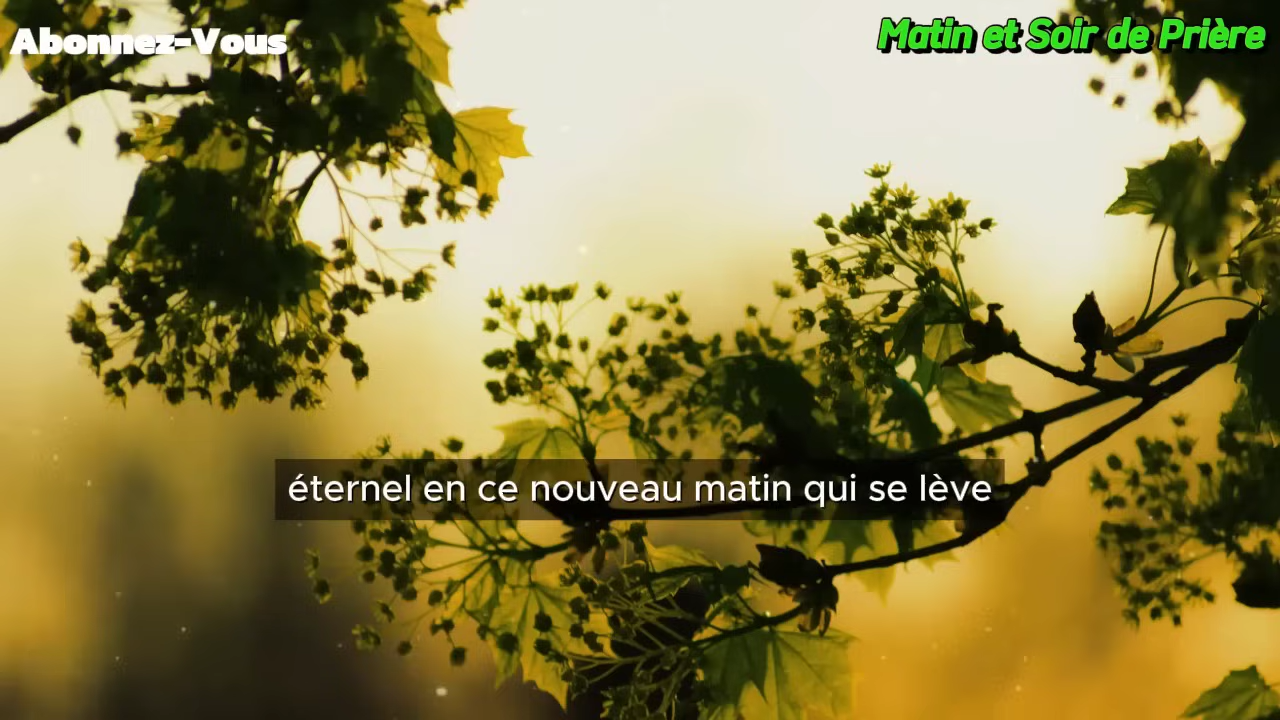 Abonnez-Vous
Matin et Soir de Prière
éternel en ce nouveau matin qui se lève